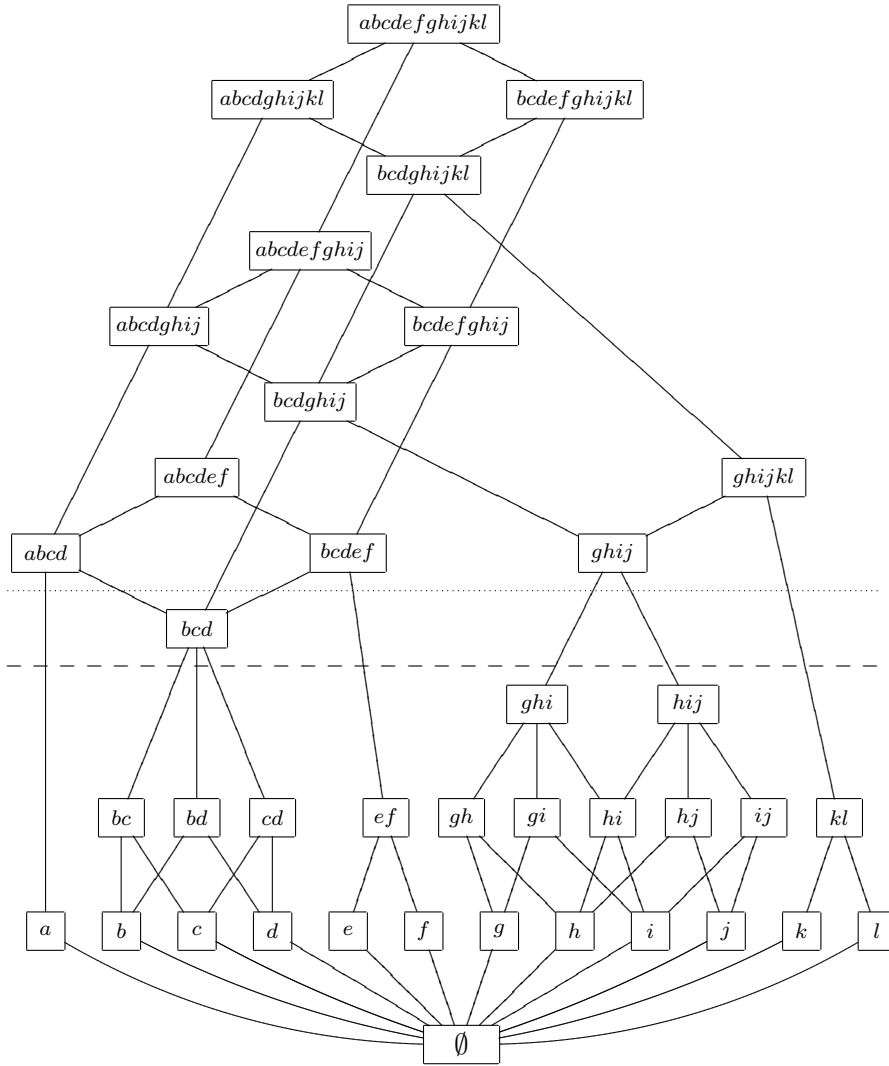 abcdefghijkl
abcdghijkl bcdefghijkl
bcdghijkl
abcdefghij
abcdghij bcdefghij
bcdghij
abcdef ghijkl
abcd bcdef ghij
bcd
ghi hij
bc bd cd ef gh gi hi hj ij kl
a b c d e f g h i j k l
∅